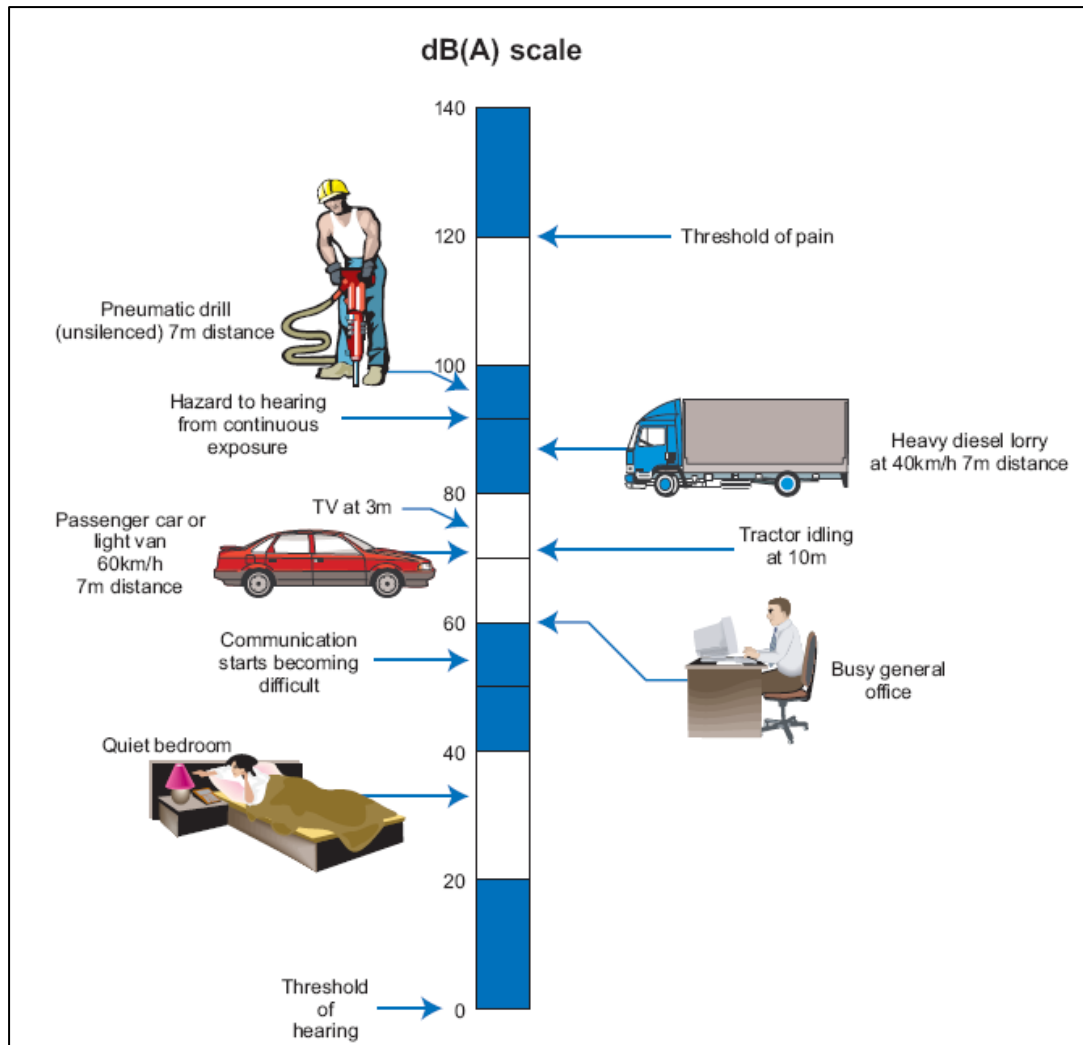 dB(A) scale
140
120
Threshold of pain
Pneumatic drill
(unsilenced) 7m distance
100
Hazard to hearing
from continuous
exposure
Heavy diesel lorry
at 40km/h 7m distance
80
TV at 3m
Passenger car or
light van
60km/h
7m distance
Tractor idling
at 10m
60
Communication
starts becoming
difficult
Busy general
office
Quiet bedroom
40
20
Threshold
of
hearing
0